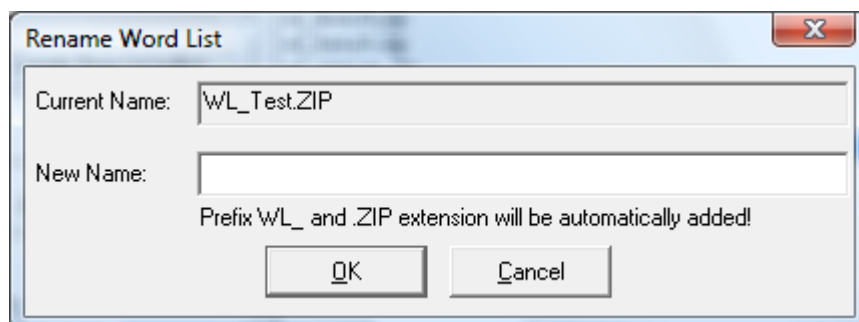 Rename Word List
Current Name: WL_Test.ZIP
New Name:
Prefix WL_ and .ZIP extension will be automatically added!
OK Cancel